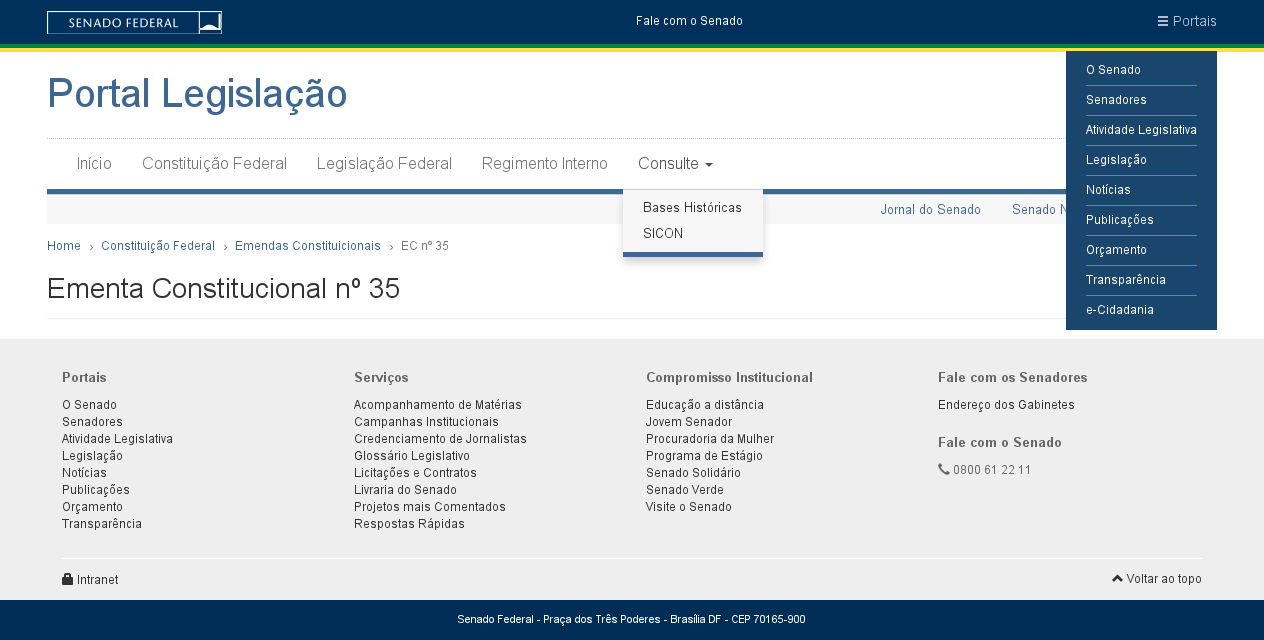 SENADO FEDERAL
Fale com o Senado
Portais
O Senado
Senadores
Atividade Legislativa
Legislação
Notícias
Publicações
Orçamento
Transparência
e-Cidadania
Portal Legislação
Início Constituição Federal Legislação Federal Regimento Interno Consulte
Bases Históricas
SICON
Jornal do Senado Senado N
Home › Constituição Federal › Emendas Constituicionais › EC nº 35
Ementa Constitucional nº 35
Portais
O Senado
Senadores
Atividade Legislativa
Legislação
Notícias
Publicações
Orçamento
Transparência
Serviços
Acompanhamento de Matérias
Campanhas Institucionais
Credenciamento de Jornalistas
Glossário Legislativo
Licitações e Contratos
Livraria do Senado
Projetos mais Comentados
Respostas Rápidas
Compromisso Institucional
Educação a distância
Jovem Senador
Procuradoria da Mulher
Programa de Estágio
Senado Solidário
Senado Verde
Visite o Senado
Fale com os Senadores
Endereço dos Gabinetes
Fale com o Senado
0800 61 22 11
Intranet
Voltar ao topo
Senado Federal - Praça dos Três Poderes - Brasília DF - CEP 70165-900